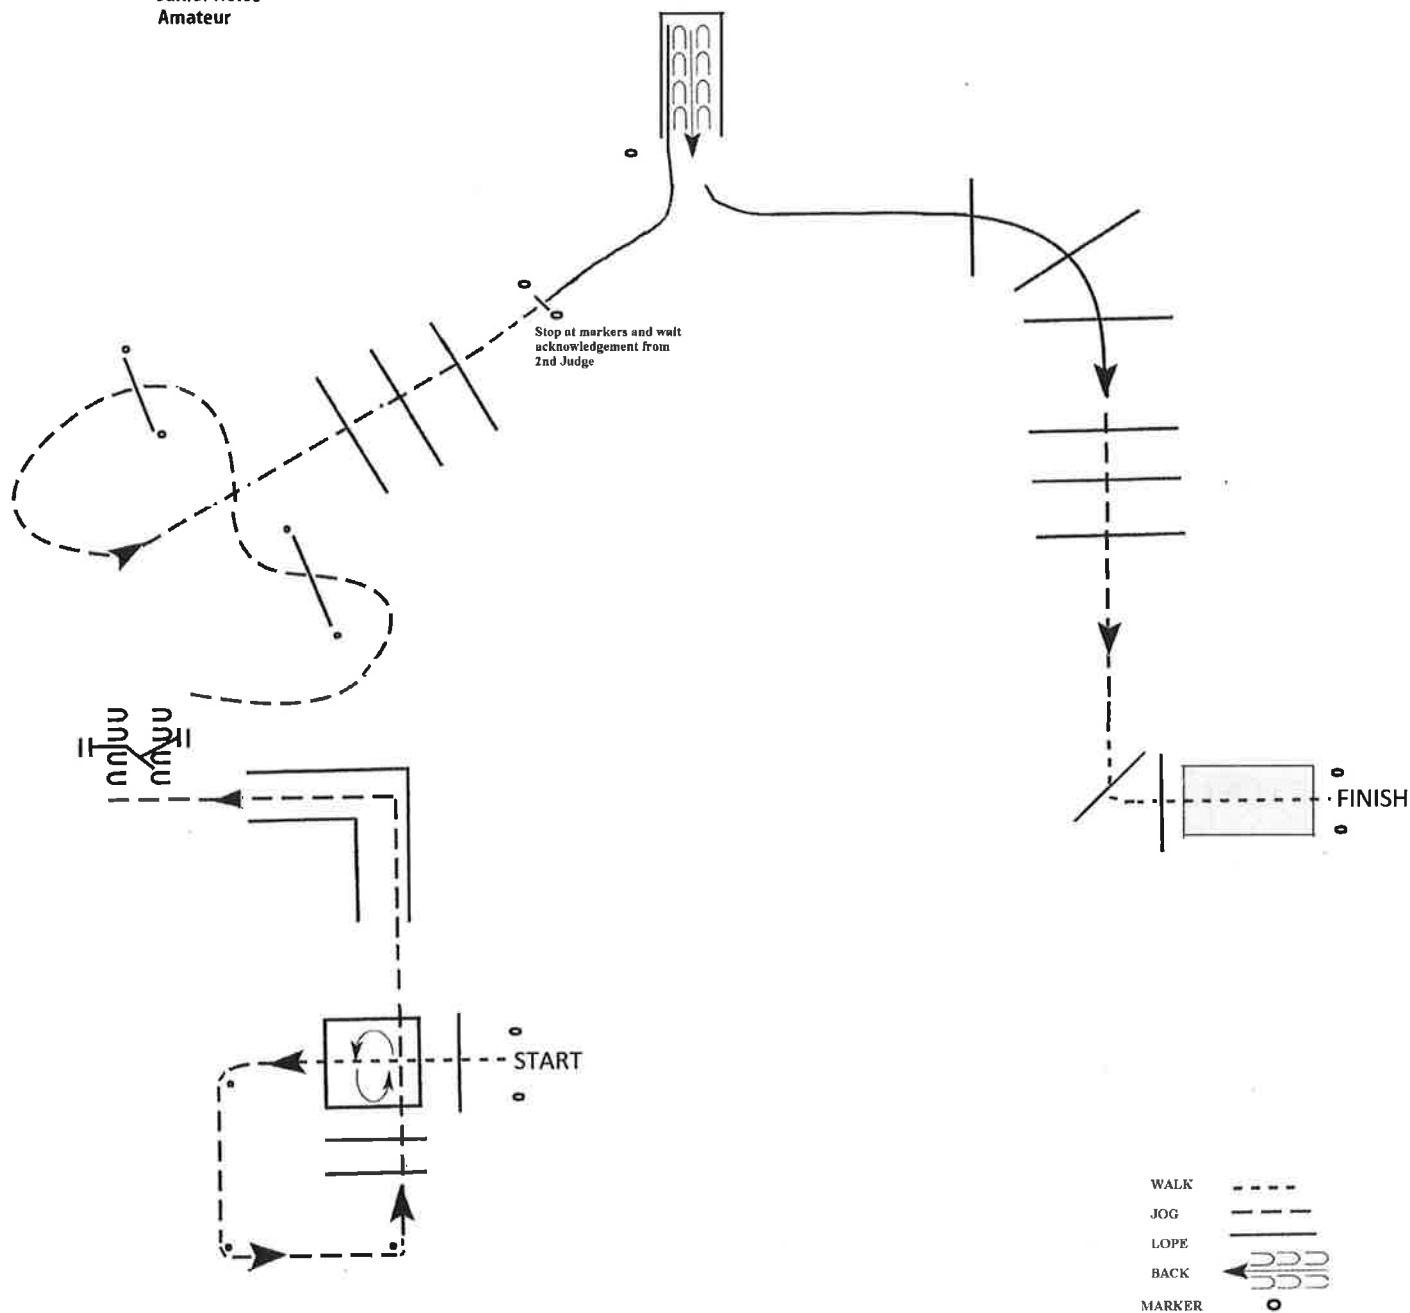 Amateur
Stop at markers and wait
acknowledgement from
2nd Judge
FINISH
START
WALK
JOG
LOPE
BACK
MARKER